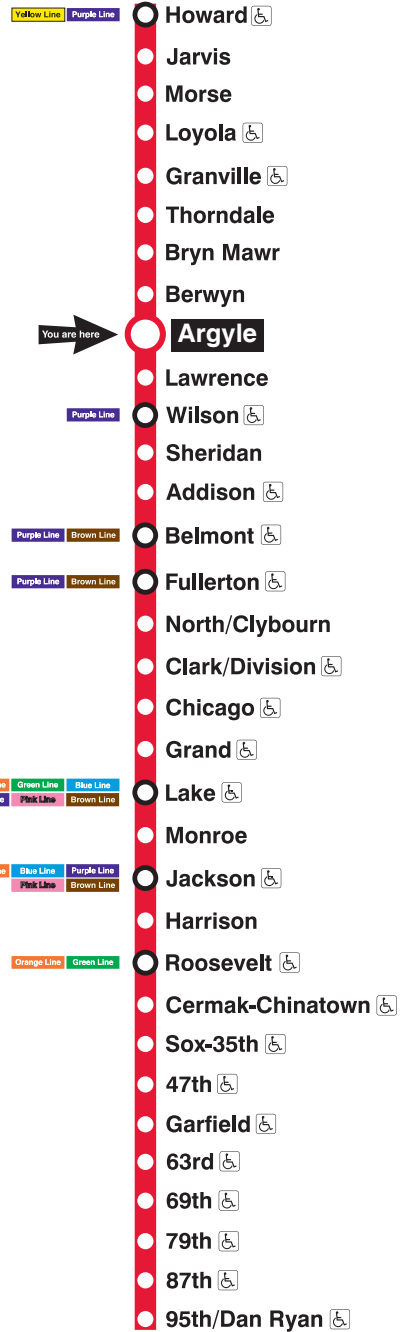 Yellow Line Purple Line Howard
Jarvis
Morse
Loyola
Granville
Thorndale
Bryn Mawr
Berwyn
You are here Argyle
Lawrence
Purple Line Wilson
Sheridan
Addison
Purple Line Brown Line Belmont
Purple Line Brown Line Fullerton
North/Clybourn
Clark/Division
Chicago
Grand
Green Line Blue Line
Pink Line Brown Line
Lake
Monroe
Blue Line Purple Line
Pink Line Brown Line
Jackson
Harrison
Orange Line Green Line Roosevelt
Cermak-Chinatown
Sox-35th
47th
Garfield
63rd
69th
79th
87th
95th/Dan Ryan